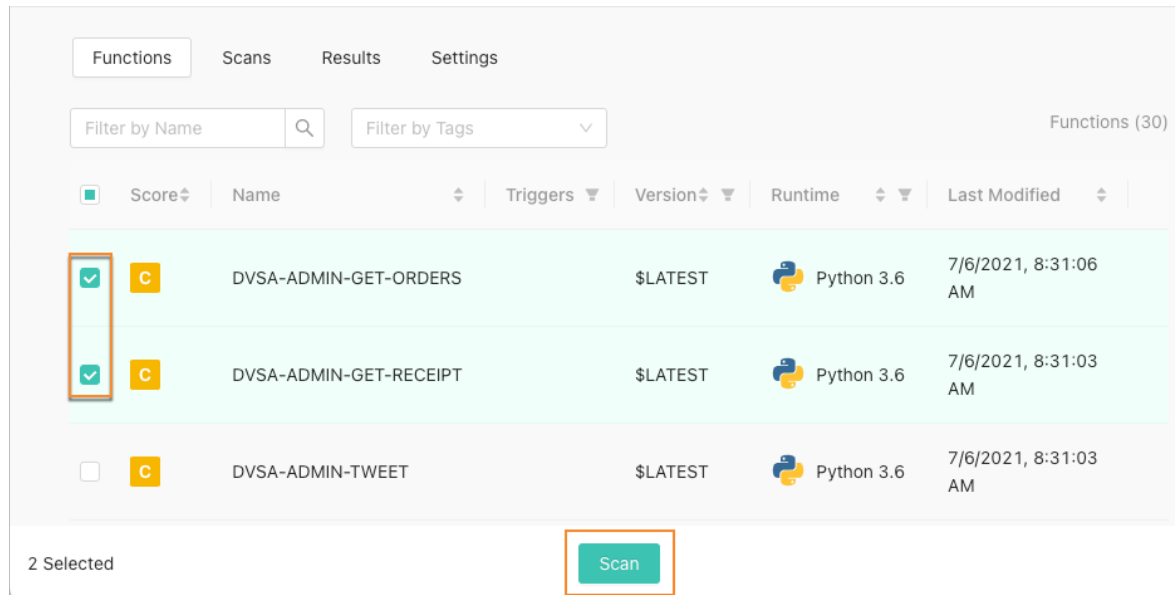 Functions Scans Results Settings
Filter by Name Filter by Tags Functions (30)
Score Name Triggers Version Runtime Last Modified
C DVSA-ADMIN-GET-ORDERS $LATEST Python 3.6 7/6/2021, 8:31:06
AM
C DVSA-ADMIN-GET-RECEIPT $LATEST Python 3.6 7/6/2021, 8:31:03
AM
C DVSA-ADMIN-TWEET $LATEST Python 3.6 7/6/2021, 8:31:03
AM
2 Selected Scan